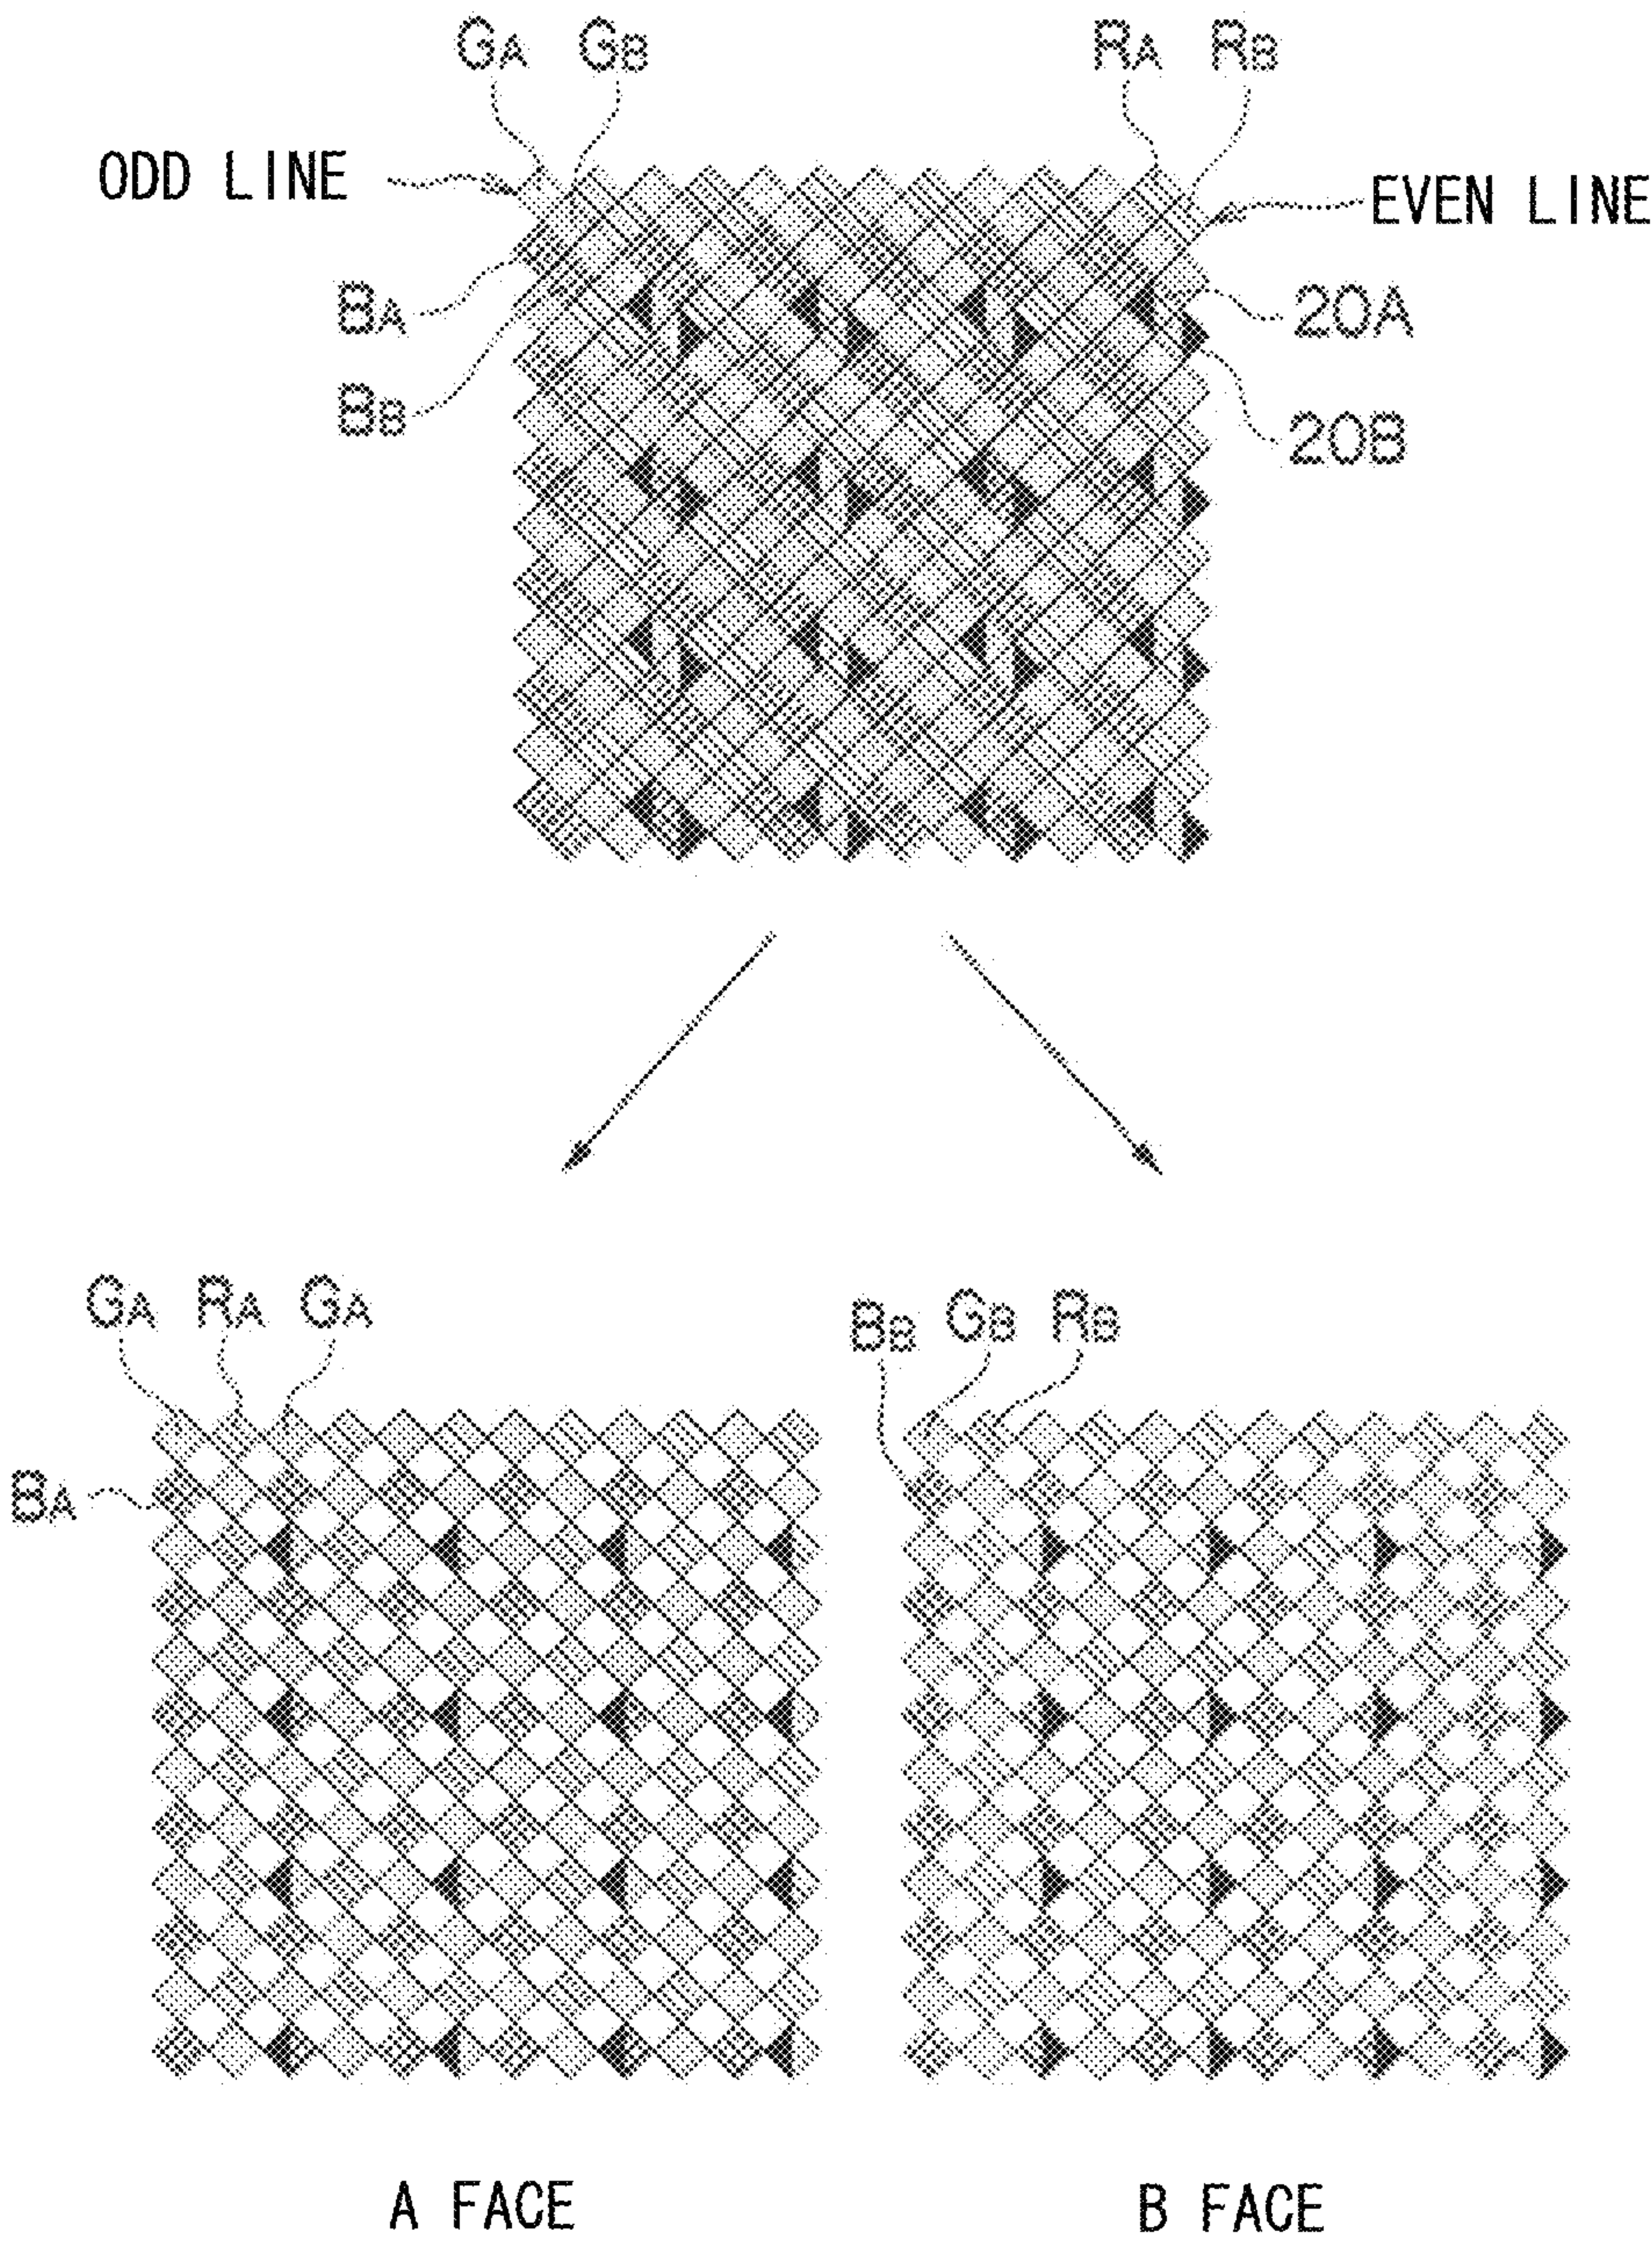 GA GB RA RB
ODD LINE EVEN LINE
BA 20A
BB 20B
GA RA GA BB GB RB
BA
A FACE B FACE